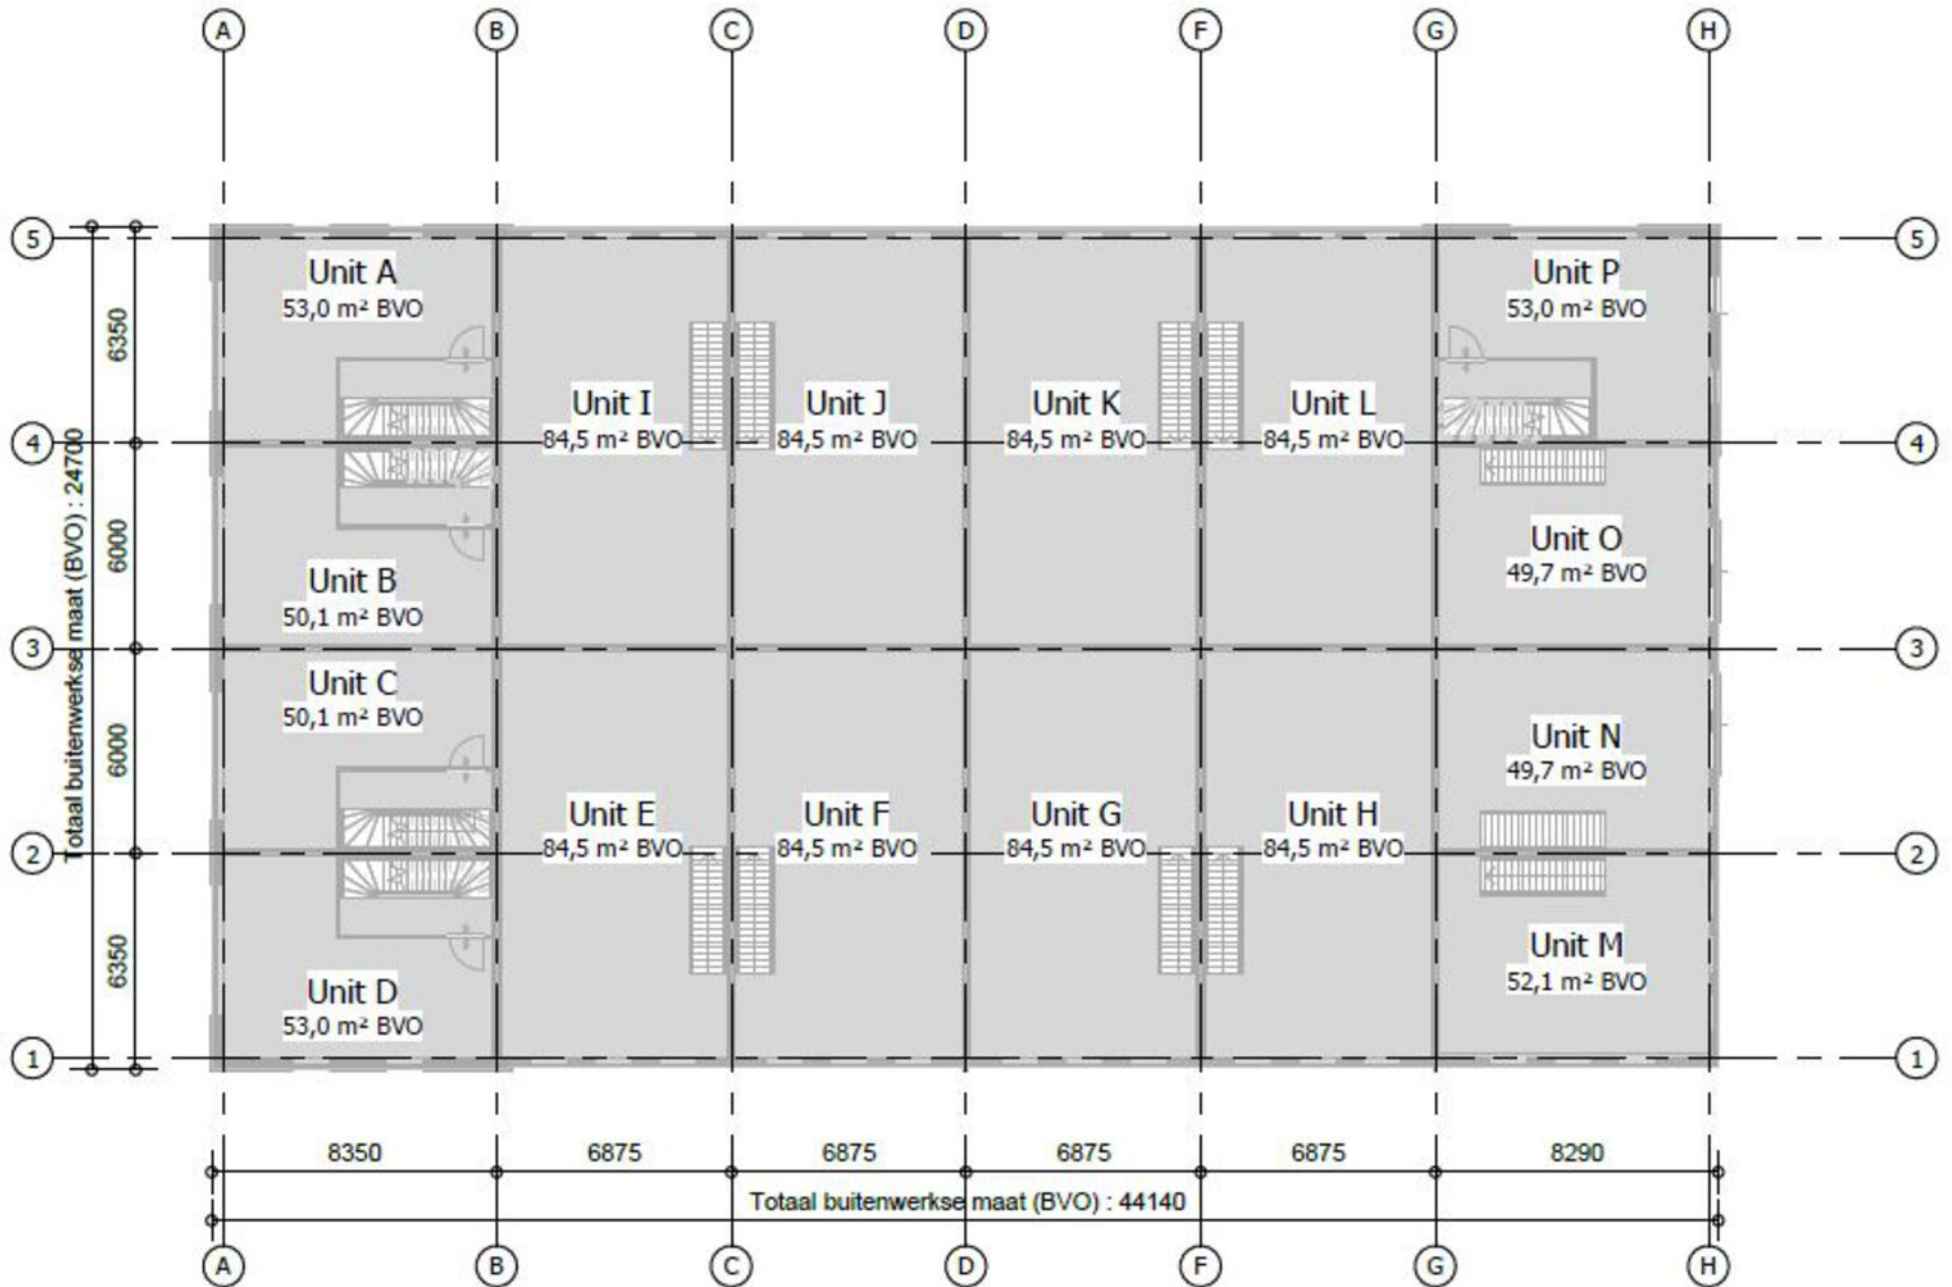 A B C D F G H
5 5
Unit A
53,0 m² BVO
Unit P
53,0 m² BVO
6350
Unit I
84,5 m² BVO
Unit J
84,5 m² BVO
Unit K
84,5 m² BVO
Unit L
84,5 m² BVO
4 4
Totaal buitenwerkse maat (BVO) : 24700
6000
Unit O
49,7 m² BVO
Unit B
50,1 m² BVO
3 3
Unit C
50,1 m² BVO
6000
Unit N
49,7 m² BVO
Unit E
84,5 m² BVO
Unit F
84,5 m² BVO
Unit G
84,5 m² BVO
Unit H
84,5 m² BVO
2 2
6350
Unit M
52,1 m² BVO
Unit D
53,0 m² BVO
1 1
8350 6875 6875 6875 6875 8290
Totaal buitenwerkse maat (BVO) : 44140
A B C D F G H